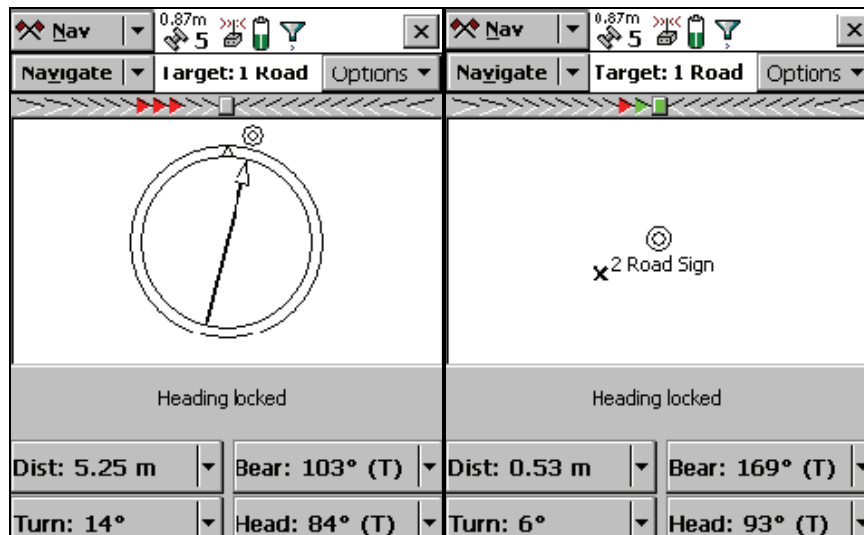 Nav 0.87m 5
Navigate Target: 1 Road Options
Heading locked
Dist: 5.25 m Bear: 103° (T)
Turn: 14° Head: 84° (T)
Nav 0.87m 5
Navigate Target: 1 Road Options
2 Road Sign
Heading locked
Dist: 0.53 m Bear: 169° (T)
Turn: 6° Head: 93° (T)